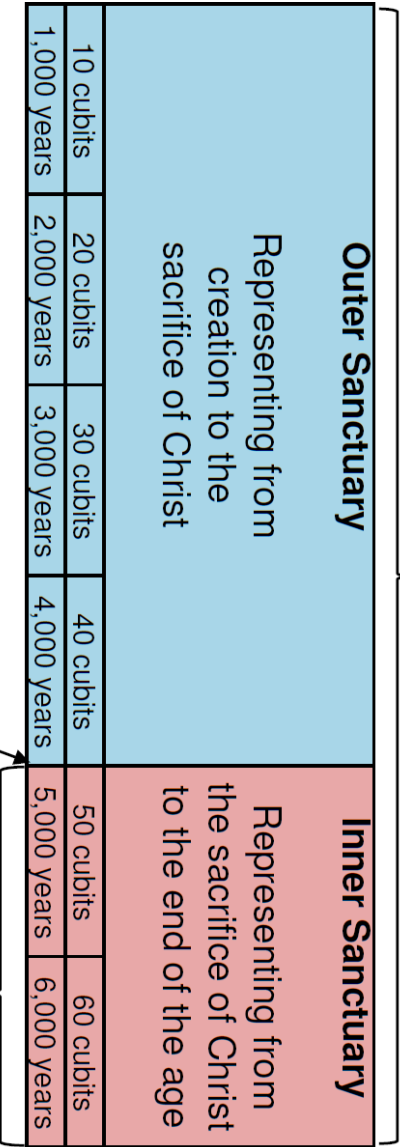 Outer Sanctuary
Representing from
creation to the
sacrifice of Christ
Inner Sanctuary
Representing from
the sacrifice of Christ
to the end of the age
10 cubits 20 cubits 30 cubits 40 cubits 50 cubits 60 cubits
1,000 years 2,000 years 3,000 years 4,000 years 5,000 years 6,000 years